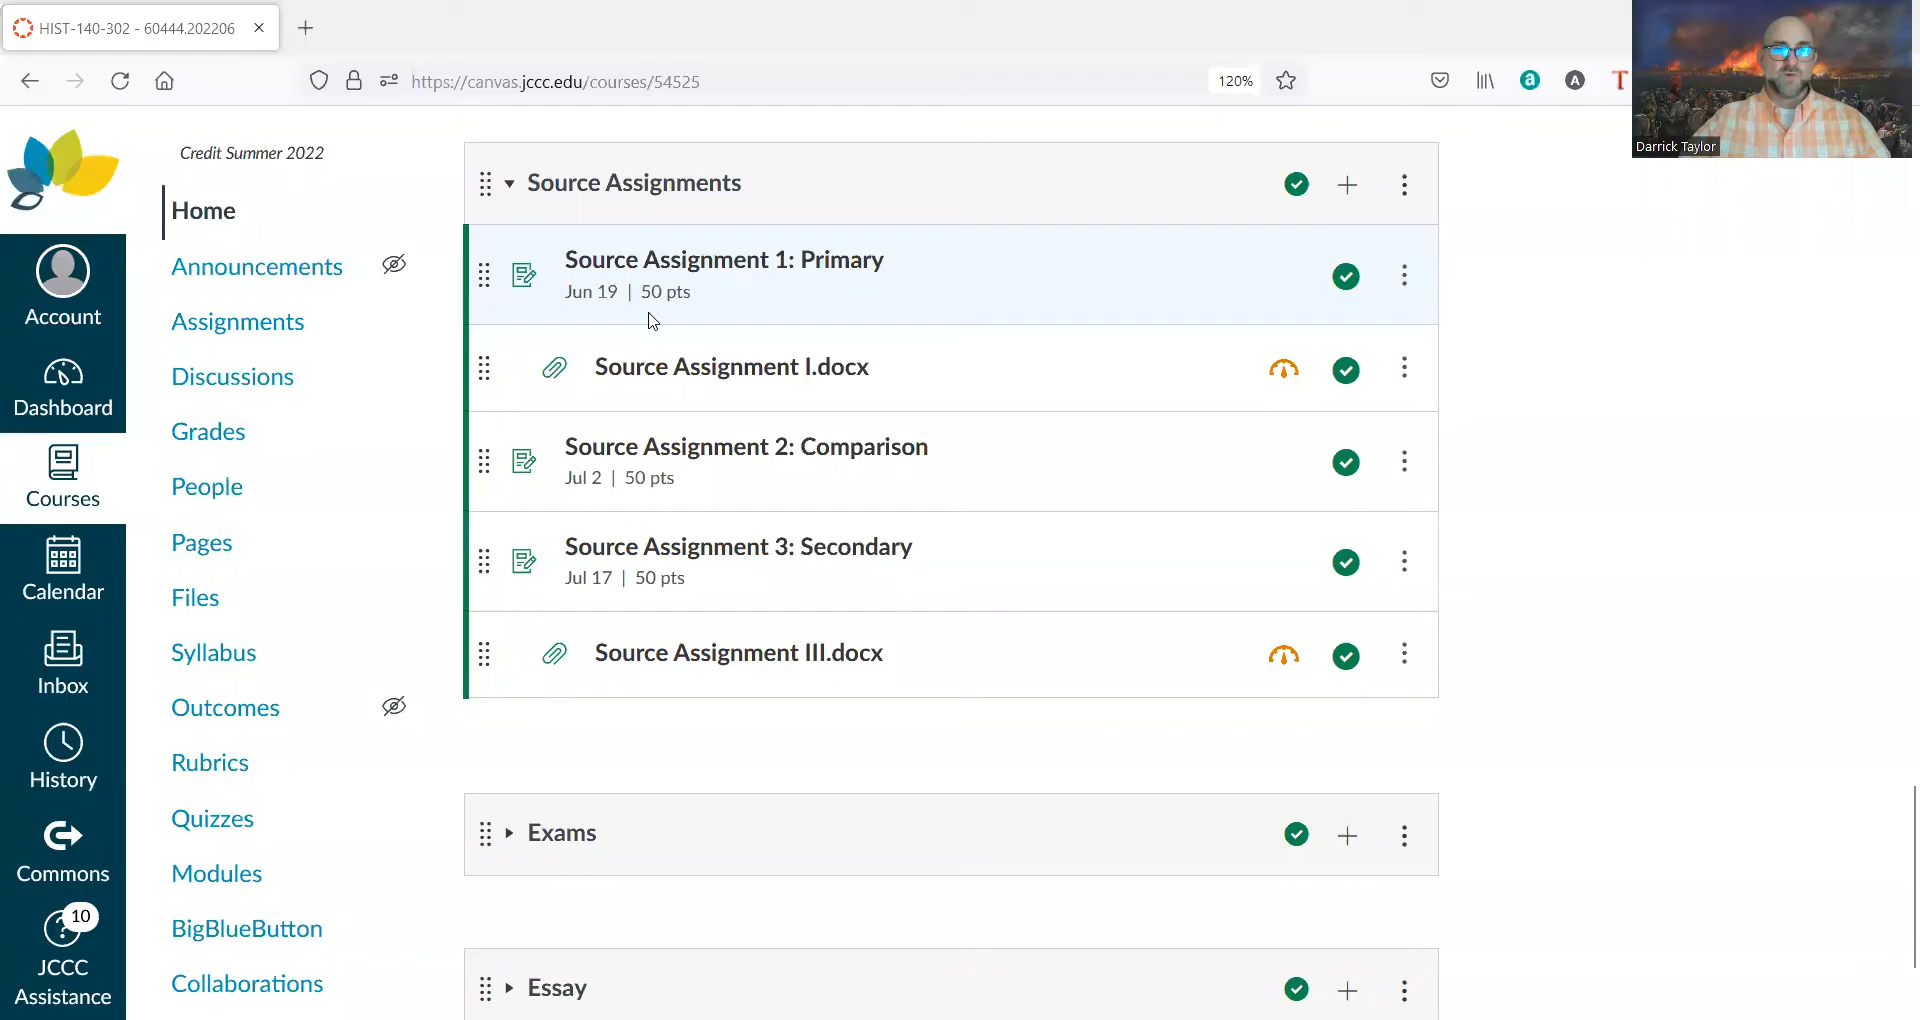 HIST-140-302 - 60444.202206
https://canvas.jccc.edu/courses/54525
120%
Darrick Taylor
Credit Summer 2022
Home
Announcements
Assignments
Discussions
Grades
People
Pages
Files
Syllabus
Outcomes
Rubrics
Quizzes
Modules
BigBlueButton
Collaborations
Account
Dashboard
Courses
Calendar
Inbox
History
Commons
10
JCCC
Assistance
Source Assignments
Source Assignment 1: Primary
Jun 19 | 50 pts
Source Assignment I.docx
Source Assignment 2: Comparison
Jul 2 | 50 pts
Source Assignment 3: Secondary
Jul 17 | 50 pts
Source Assignment III.docx
Exams
Essay